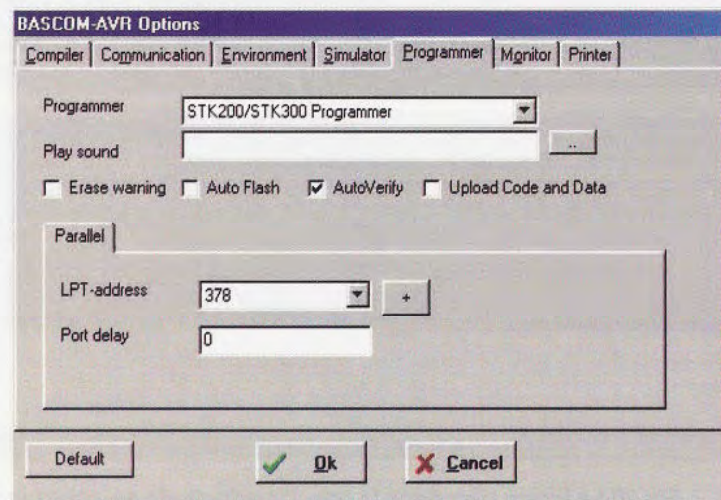 BASCOM-AVR Options
Compiler Communication Environment Simulator Programmer Monitor Printer
Programmer STK200/STK300 Programmer
Play sound ..
Erase warning Auto Flash AutoVerify Upload Code and Data
Parallel
LPT-address 378 +
Port delay 0
Default Ok Cancel